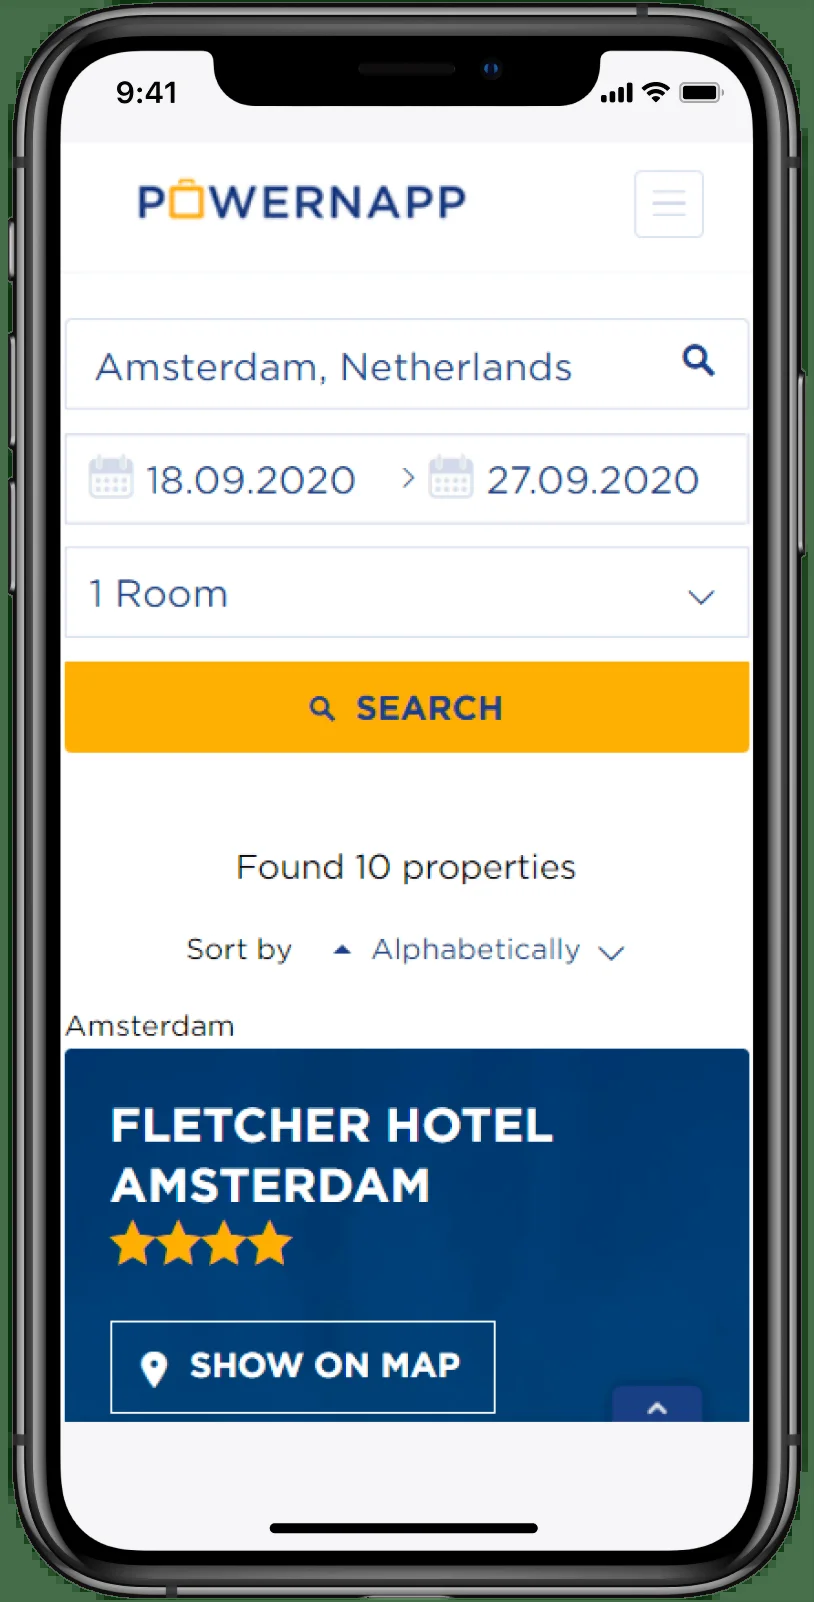 9:41
POWERNAPP
Amsterdam, Netherlands
18.09.2020 > 27.09.2020
1 Room
SEARCH
Found 10 properties
Sort by Alphabetically
Amsterdam
FLETCHER HOTEL
AMSTERDAM
SHOW ON MAP